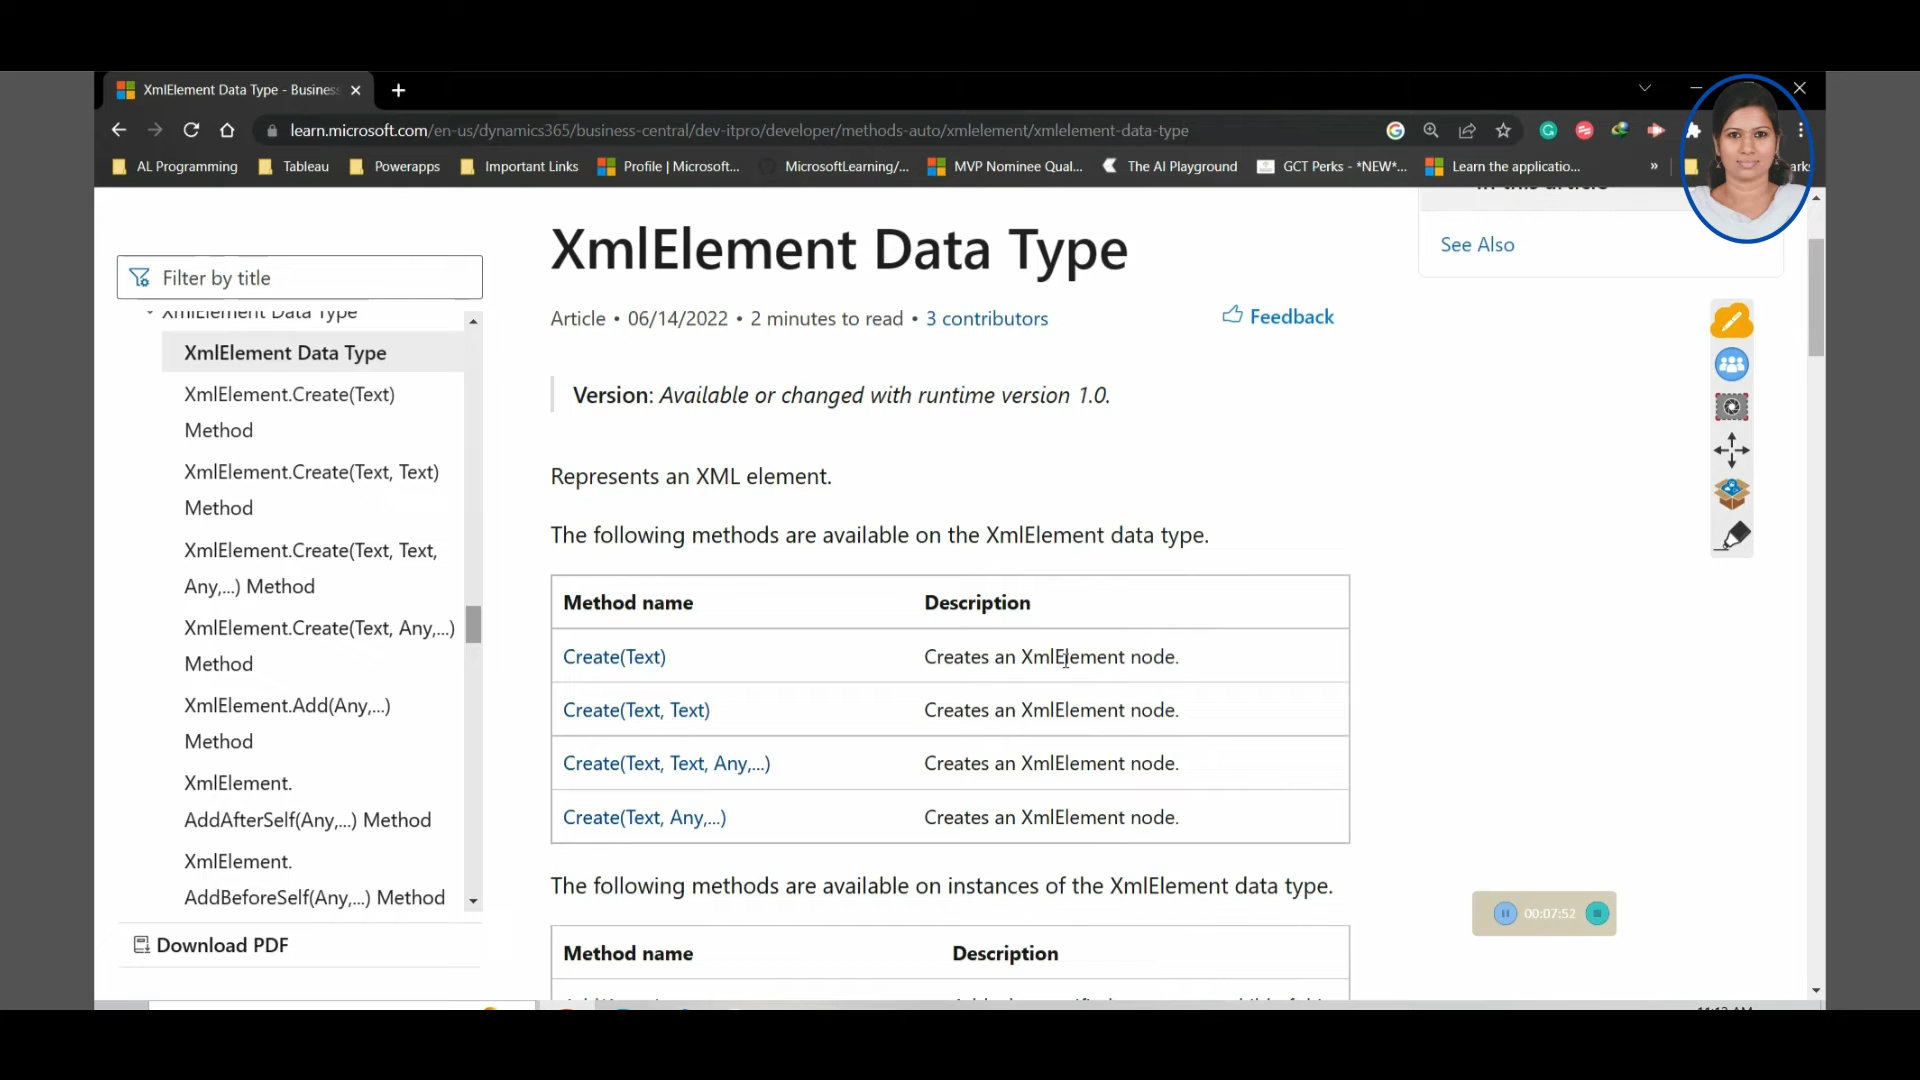 XmlElement Data Type - Busines
learn.microsoft.com/en-us/dynamics365/business-central/dev-itpro/developer/methods-auto/xmlelement/xmlelement-data-type
AL Programming Tableau Powerapps Important Links Profile | Microsoft... MicrosoftLearning/... MVP Nominee Qual... The AI Playground GCT Perks - *NEW*... Learn the applicatio... » arks
In this article
See Also
Filter by title
XmlElement Data Type
XmlElement Data Type
XmlElement.Create(Text)
Method
XmlElement.Create(Text, Text)
Method
XmlElement.Create(Text, Text,
Any,...) Method
XmlElement.Create(Text, Any,...)
Method
XmlElement.Add(Any,...)
Method
XmlElement.
AddAfterSelf(Any,...) Method
XmlElement.
AddBeforeSelf(Any,...) Method
Download PDF
XmlElement Data Type
Article • 06/14/2022 • 2 minutes to read • 3 contributors
Feedback
Version: Available or changed with runtime version 1.0.
Represents an XML element.
The following methods are available on the XmlElement data type.
Method name Description
Create(Text) Creates an XmlElement node.
Create(Text, Text) Creates an XmlElement node.
Create(Text, Text, Any,...) Creates an XmlElement node.
Create(Text, Any,...) Creates an XmlElement node.
The following methods are available on instances of the XmlElement data type.
Method name Description
00:07:52